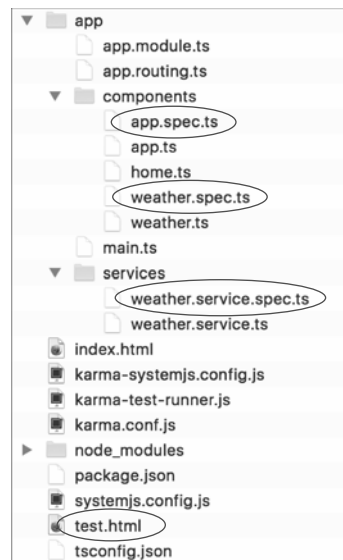 app
app.module.ts
app.routing.ts
components
app.spec.ts
app.ts
home.ts
weather.spec.ts
weather.ts
main.ts
services
weather.service.spec.ts
weather.service.ts
index.html
karma-systemjs.config.js
karma-test-runner.js
karma.conf.js
node_modules
package.json
systemjs.config.js
test.html
tsconfig.json